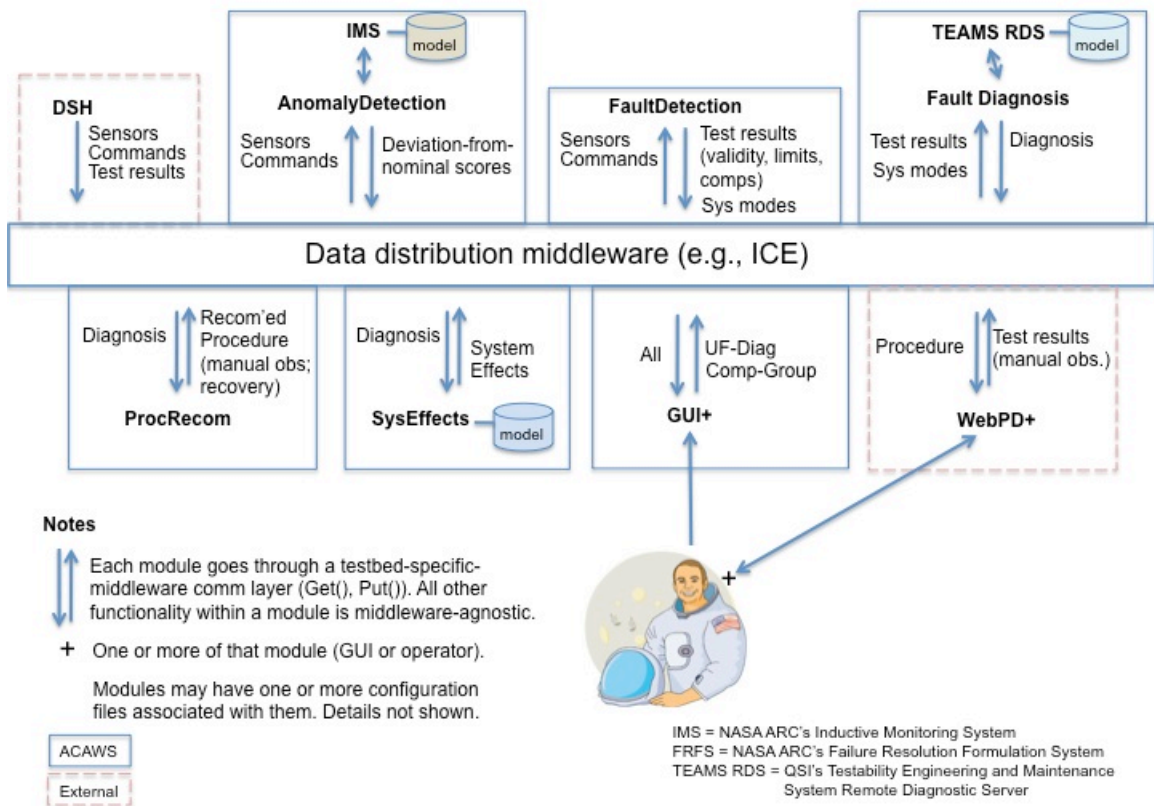 IMS
model
TEAMS RDS
model
DSH
Sensors
Commands
Test results
AnomalyDetection
Sensors
Commands
Deviation-from-
nominal scores
FaultDetection
Sensors
Commands
Test results
(validity, limits,
comps)
Sys modes
Fault Diagnosis
Test results
Sys modes
Diagnosis
Data distribution middleware (e.g., ICE)
Diagnosis
Recom'ed
Procedure
(manual obs;
recovery)
ProcRecom
Diagnosis
System
Effects
SysEffects
model
All
UF-Diag
Comp-Group
GUI+
Procedure
Test results
(manual obs.)
WebPD+
+
Notes
Each module goes through a testbed-specific-
middleware comm layer (Get(), Put()). All other
functionality within a module is middleware-agnostic.
+ One or more of that module (GUI or operator).
Modules may have one or more configuration
files associated with them. Details not shown.
ACAWS
External
IMS = NASA ARC's Inductive Monitoring System
FRFS = NASA ARC's Failure Resolution Formulation System
TEAMS RDS = QSI's Testability Engineering and Maintenance
System Remote Diagnostic Server